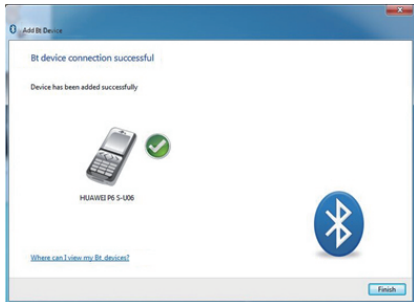 Add Bt Device
Bt device connection successful
Device has been added successfully
HUAWEI P6 S-U06
Where can I view my Bt devices?
Finish